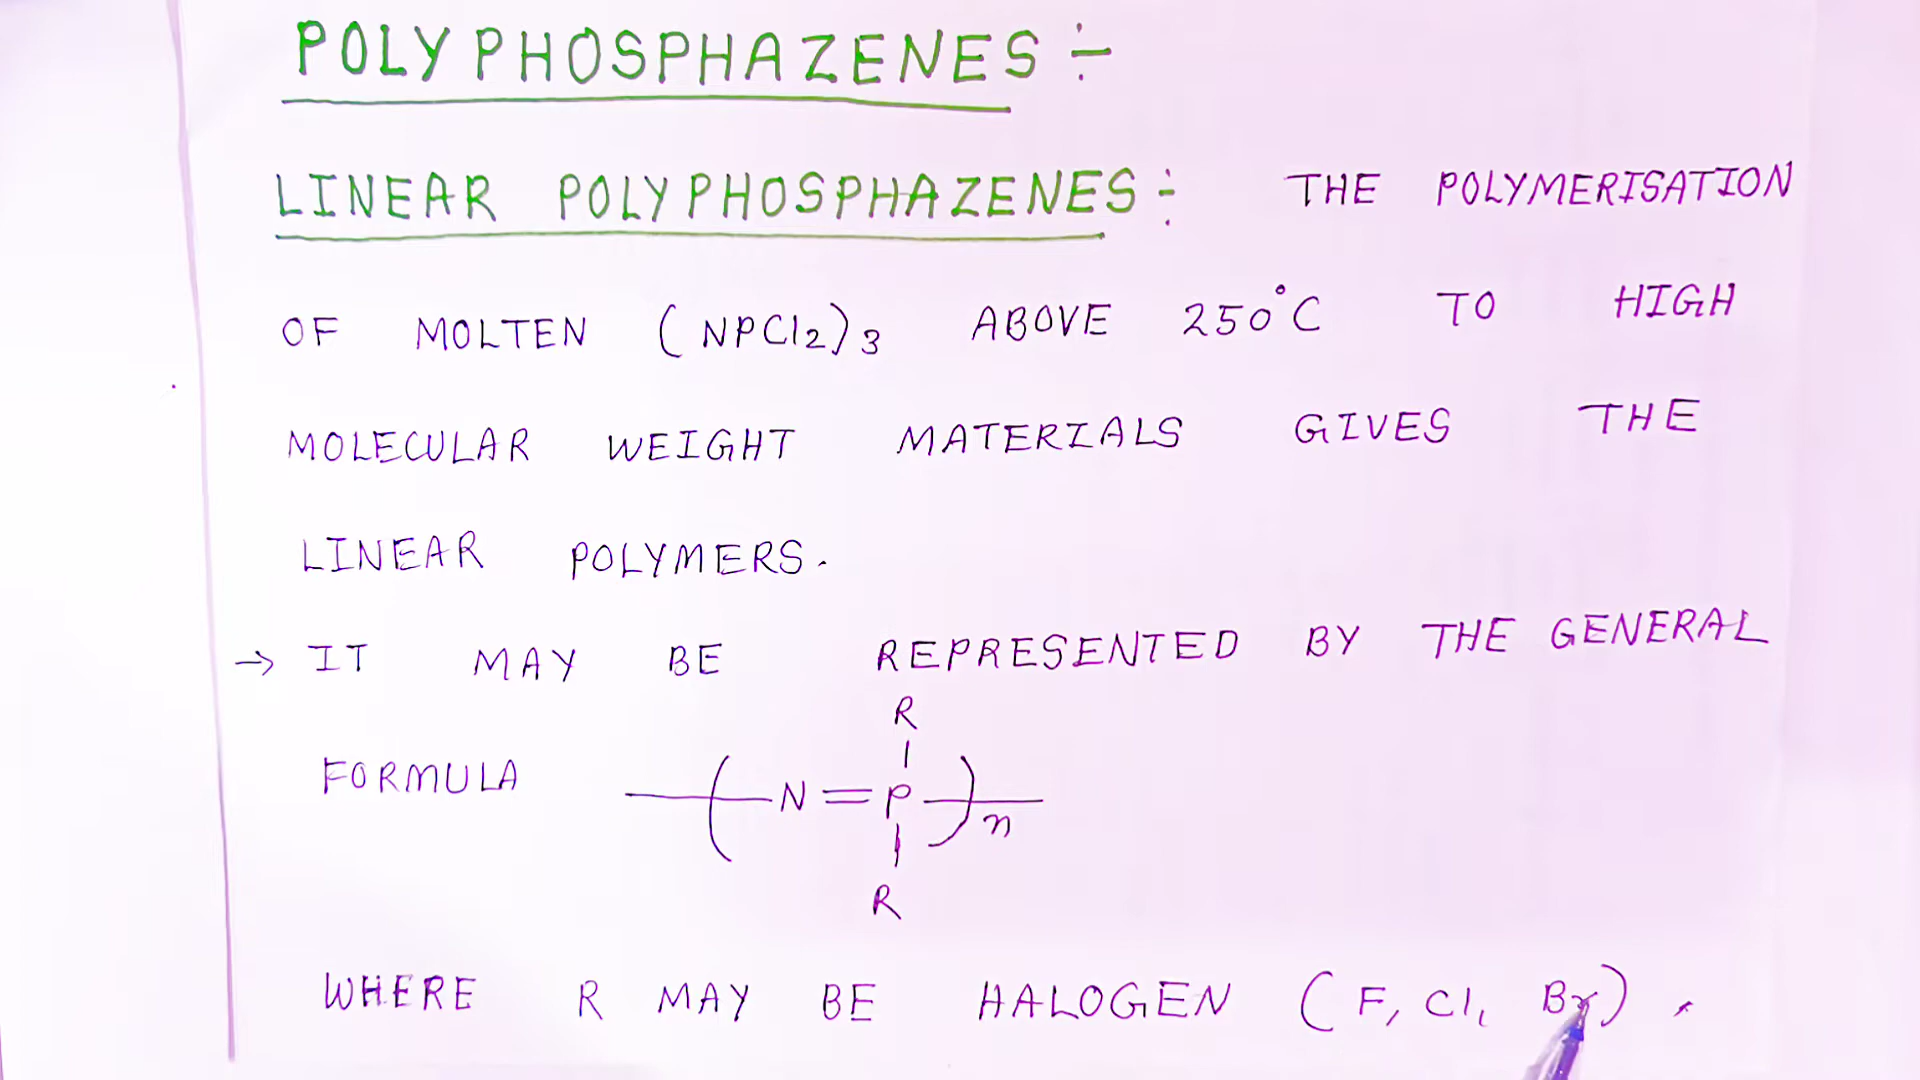 POLYPHOSPHAZENES ÷
LINEAR POLYPHOSPHAZENES ÷ THE POLYMERISATION
OF MOLTEN (NPCl2)3 ABOVE 250°C TO HIGH
MOLECULAR WEIGHT MATERIALS GIVES THE
LINEAR POLYMERS.
→ IT MAY BE REPRESENTED BY THE GENERAL
R
FORMULA —(—N=P—)—n
R
WHERE R MAY BE HALOGEN (F, Cl, Br).